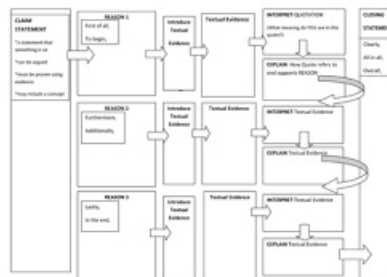 CLAIM
STATEMENT
*a statement that
something is so
*can be argued
*must be proven using
evidence
*may include a concept
REASON 1
First of all,
To begin,
Introduce
Textual
Evidence
Textual Evidence
INTERPRET QUOTATION
(What meaning do YOU see in this
quote?)
EXPLAIN How Quote refers to
and supports REASON
REASON 2
Furthermore,
Additionally,
Introduce
Textual
Evidence
Textual Evidence
INTERPRET Textual Evidence
EXPLAIN Textual Evidence
REASON 3
Lastly,
In the end,
Introduce
Textual
Evidence
Textual Evidence
INTERPRET Textual Evidence
EXPLAIN Textual Evidence
CLOSING
STATEME
Clearly,
All in all,
Overall,